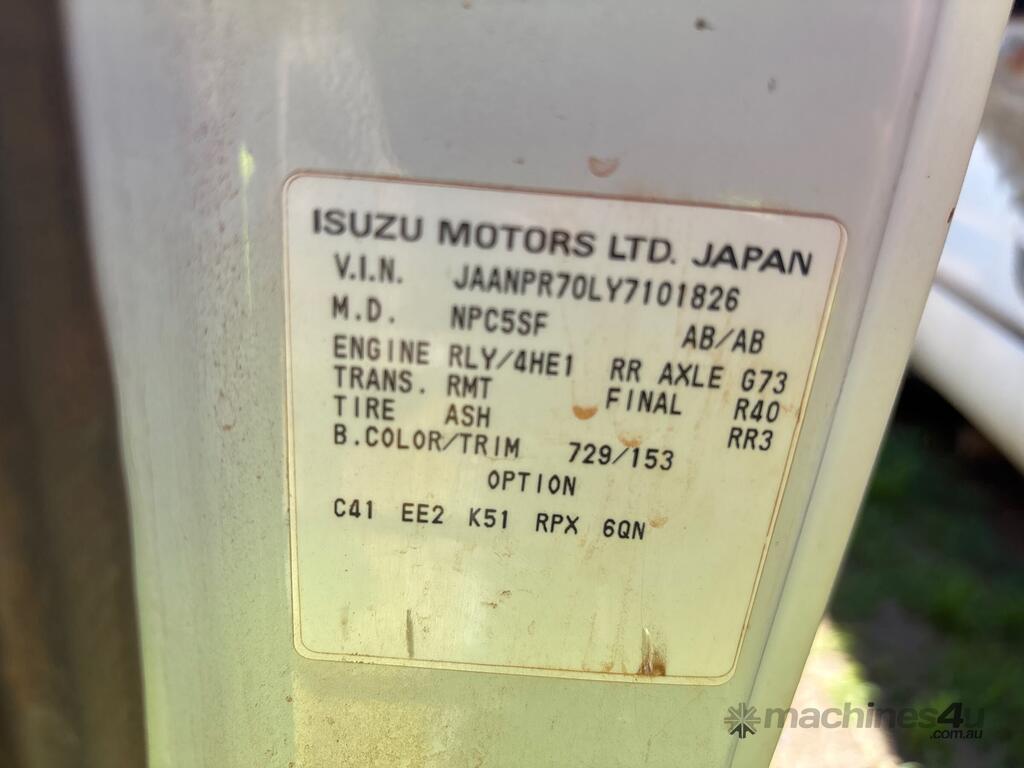 ISUZU MOTORS LTD. JAPAN
V.I.N. JAANPR70LY7101826
M.D. NPC5SF AB/AB
ENGINE RLY/4HE1 RR AXLE G73
TRANS. RMT FINAL R40
TIRE ASH RR3
B.COLOR/TRIM 729/153
OPTION
C41 EE2 K51 RPX 6QN
machines4u
.com.au